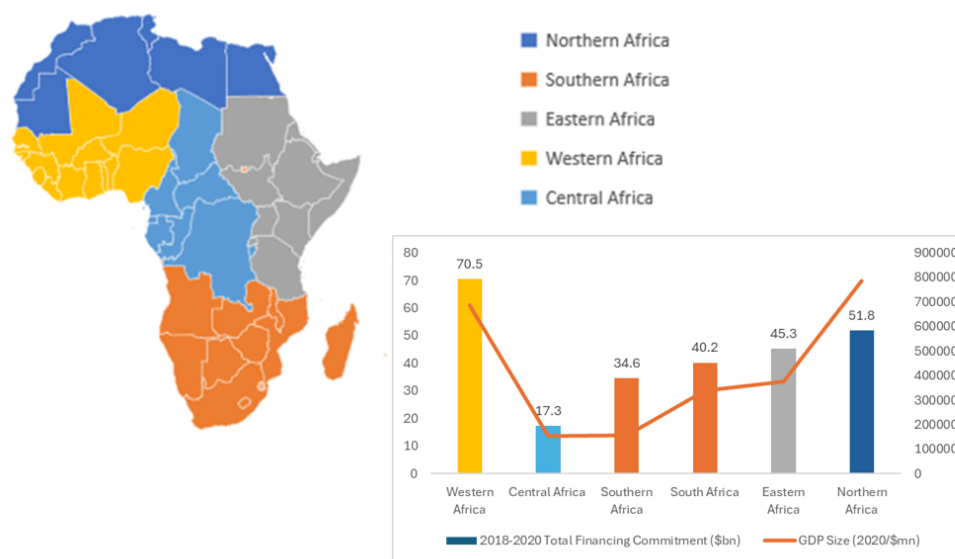 Northern Africa
Southern Africa
Eastern Africa
Western Africa
Central Africa
80
70
60
50
40
30
20
10
0
70.5
17.3
34.6
40.2
45.3
51.8
900000
800000
700000
600000
500000
400000
300000
200000
100000
0
Western
Africa
Central Africa
Southern
Africa
South Africa
Eastern
Africa
Northern
Africa
2018-2020 Total Financing Commitment ($bn)
GDP Size (2020/$mn)